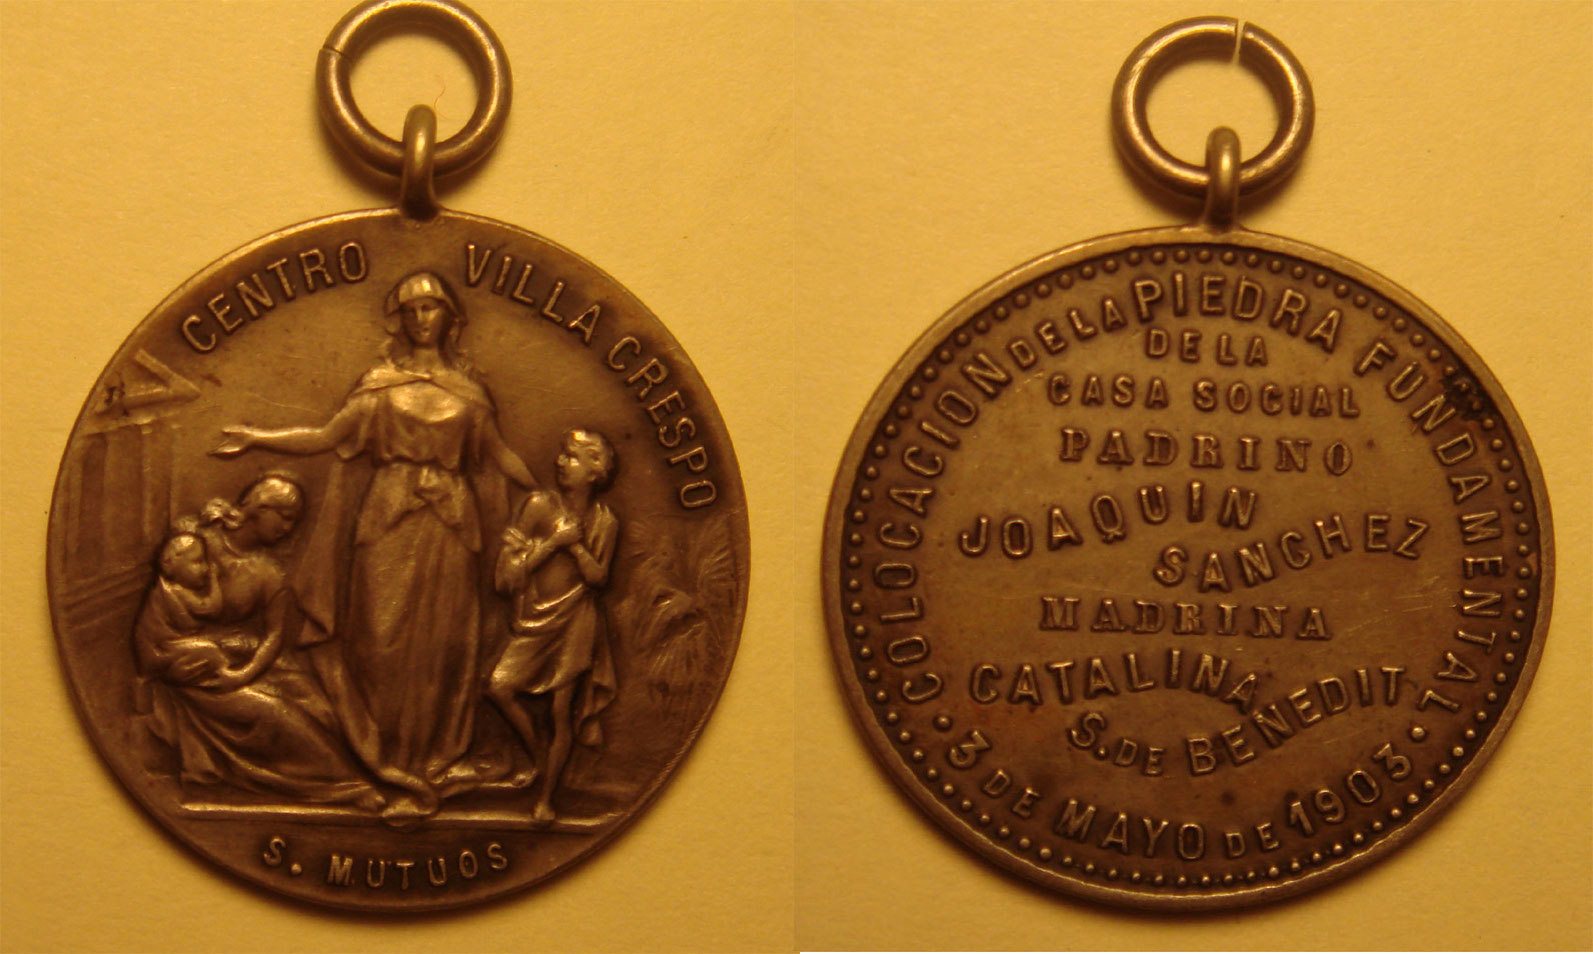 CENTRO VILLA CRESPO
S. MUTUOS
COLOCACION DE LA PIEDRA FUNDAMENTAL
DE LA
CASA SOCIAL
PADRINO
JOAQUIN
SANCHEZ
MADRINA
CATALINA
S. DE BENEDIT
· 3 DE MAYO DE 1903 ·